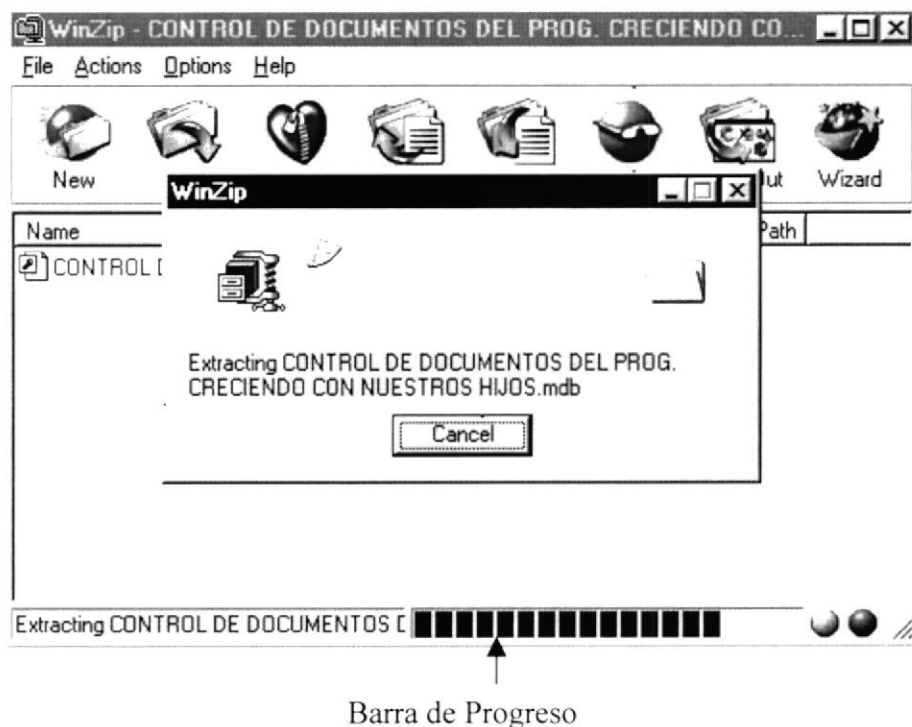 WinZip - CONTROL DE DOCUMENTOS DEL PROG. CRECIENDO CO...
File Actions Options Help
New
Wizard
WinZip
Name
Path
CONTROL
Extracting CONTROL DE DOCUMENTOS DEL PROG.
CRECIENDO CON NUESTROS HIJOS.mdb
Cancel
Extracting CONTROL DE DOCUMENTOS
Barra de Progreso